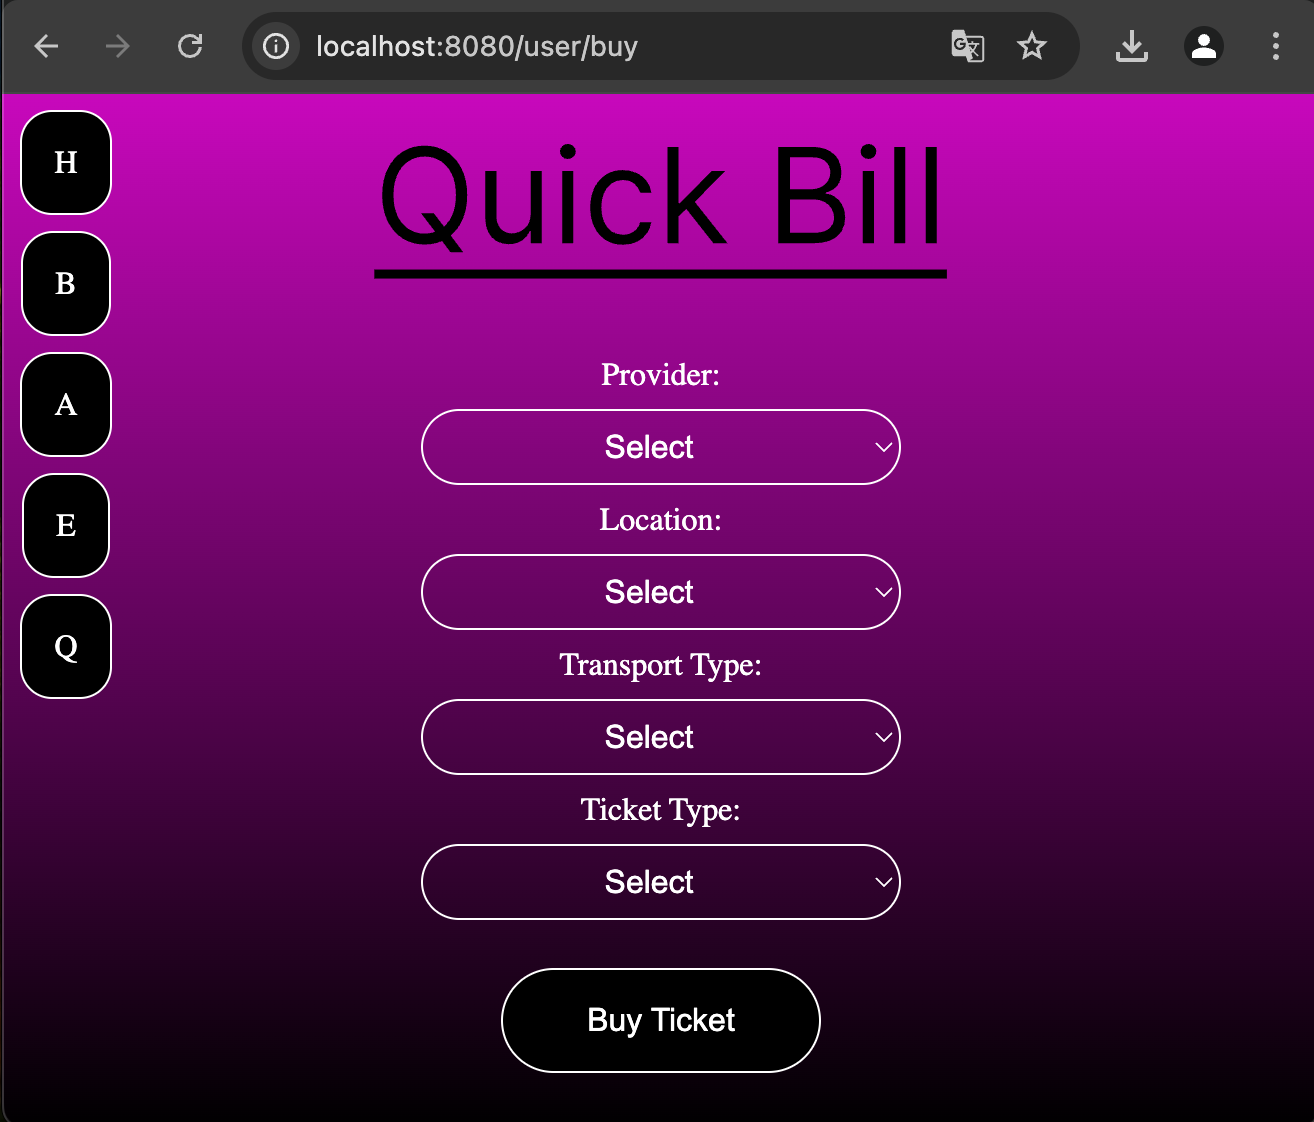 localhost:8080/user/buy
H
B
A
E
Q
Quick Bill
Provider:
Select
Location:
Select
Transport Type:
Select
Ticket Type:
Select
Buy Ticket